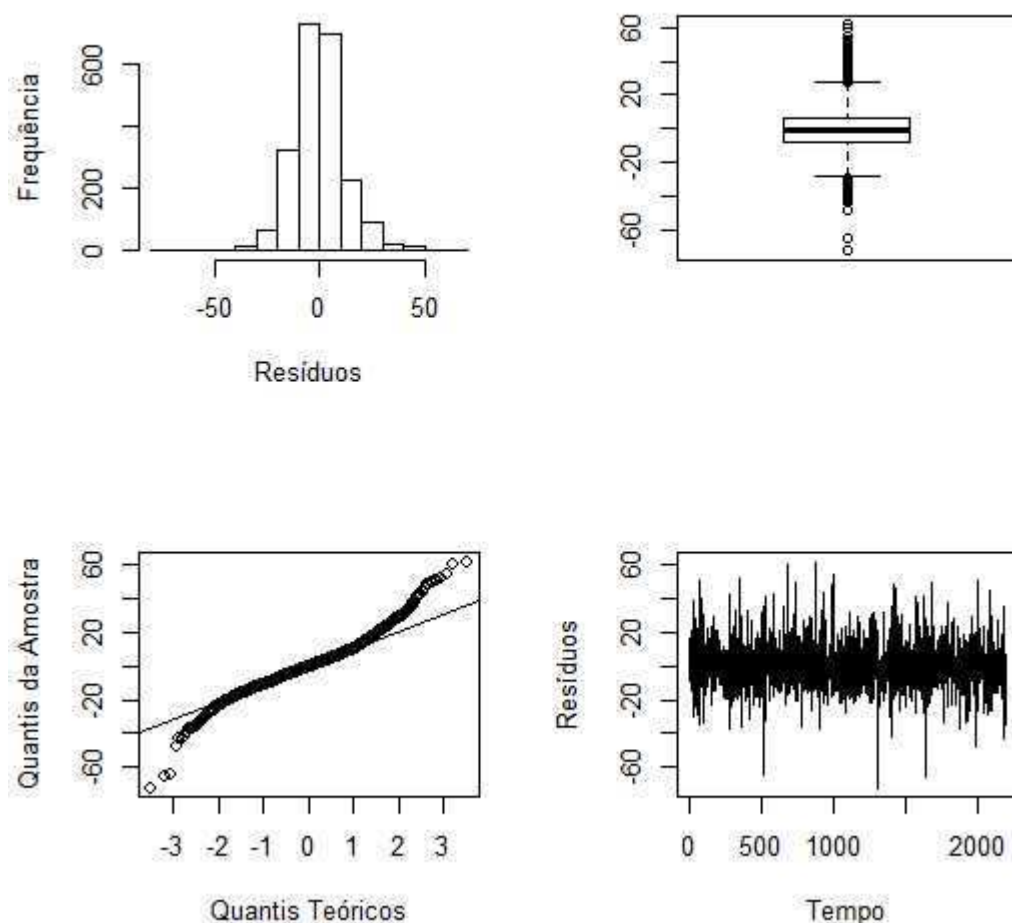 Frequência
0 200 600
-50 0 50
Resíduos
-60 -20 20 60
Quantis da Amostra
-60 -20 20 60
-3 -2 -1 0 1 2 3
Quantis Teóricos
Resíduos
-60 -20 20 60
0 500 1000 2000
Tempo